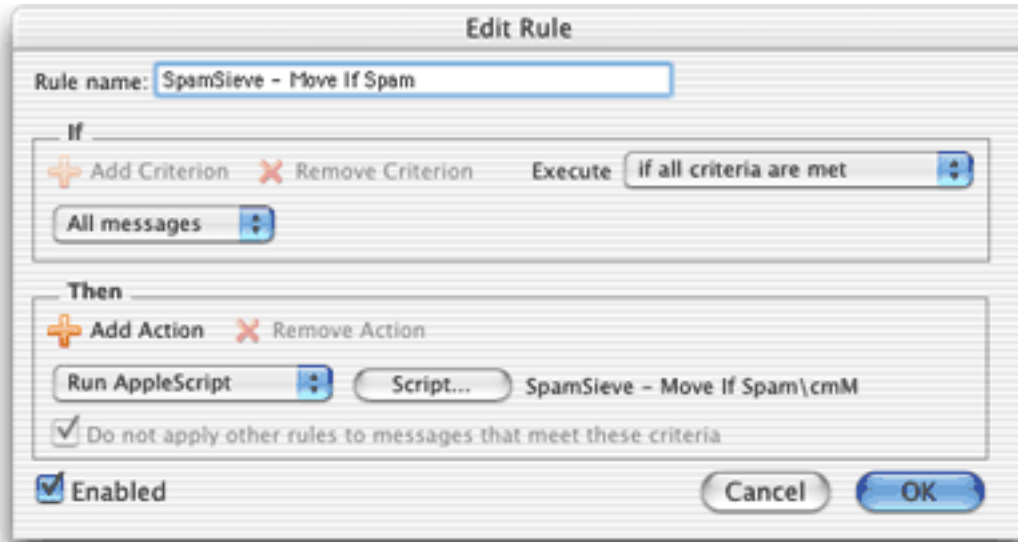 Edit Rule
Rule name: SpamSieve - Move If Spam
If
Add Criterion Remove Criterion Execute if all criteria are met
All messages
Then
Add Action Remove Action
Run AppleScript Script... SpamSieve - Move If Spam\cmM
Do not apply other rules to messages that meet these criteria
Enabled Cancel OK